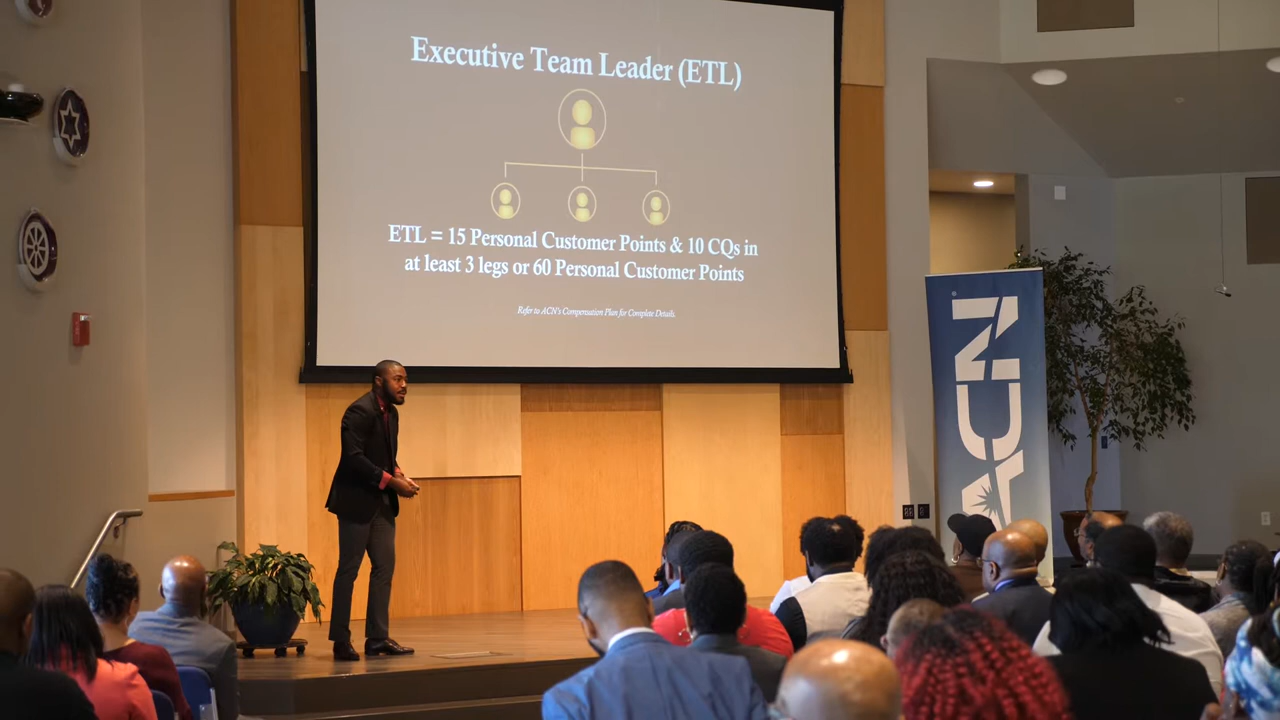 Executive Team Leader (ETL)
ETL = 15 Personal Customer Points & 10 CQs in
at least 3 legs or 60 Personal Customer Points
Refer to ACN's Compensation Plan for Complete Details.
ACN